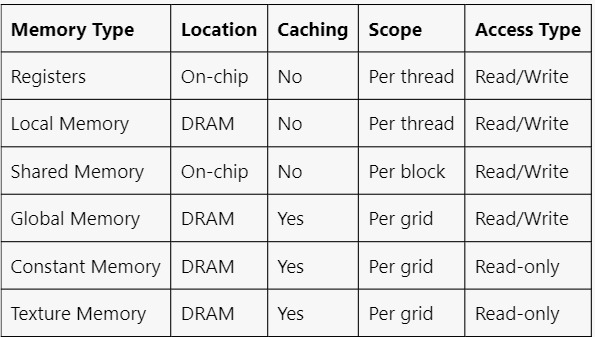 Memory Type Location Caching Scope Access Type
Registers On-chip No Per thread Read/Write
Local Memory DRAM No Per thread Read/Write
Shared Memory On-chip No Per block Read/Write
Global Memory DRAM Yes Per grid Read/Write
Constant Memory DRAM Yes Per grid Read-only
Texture Memory DRAM Yes Per grid Read-only